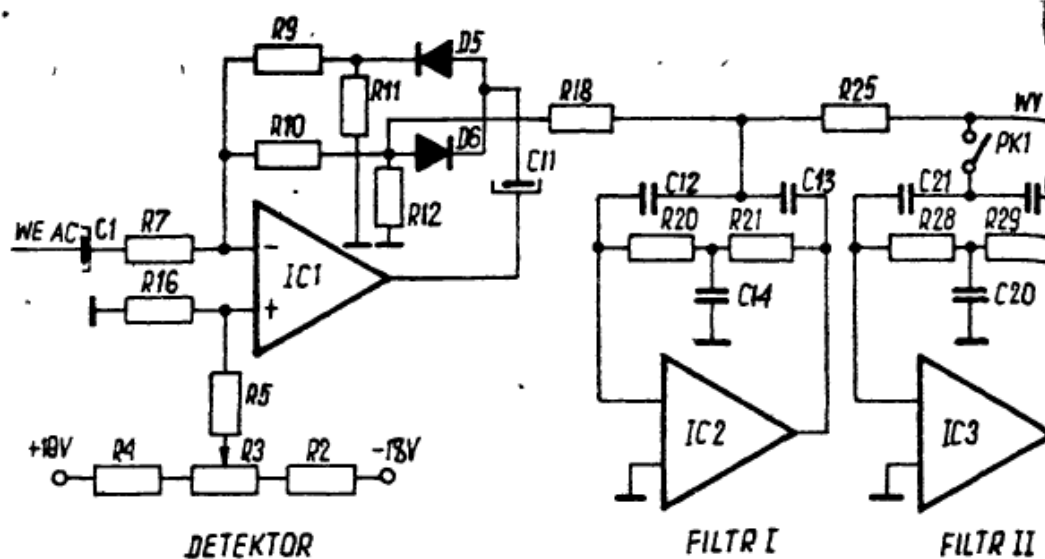 R9
D5
R11
R10
D6
R18
R25
WY
PK1
C11
C12
C13
C21
R12
WE AC
C1
R7
R20
R21
R28
R29
R16
IC1
C14
C20
R5
+18V
R4
R3
R2
-18V
IC2
IC3
DETEKTOR
FILTR I
FILTR II